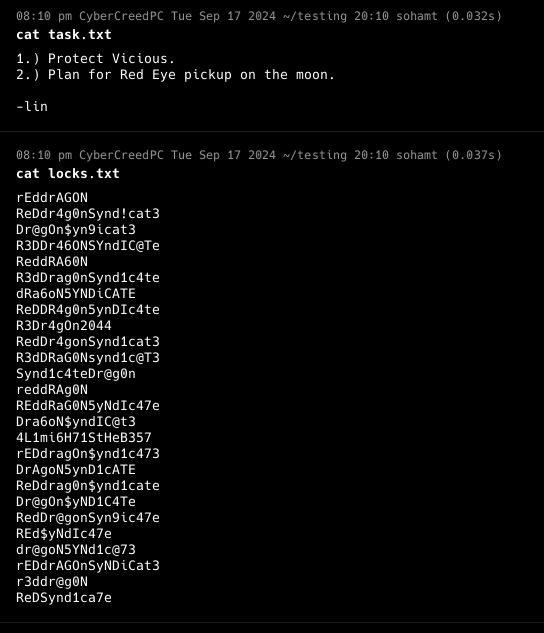 08:10 pm CyberCreedPC Tue Sep 17 2024 ~/testing 20:10 sohamt (0.032s)
cat task.txt
1.) Protect Vicious.
2.) Plan for Red Eye pickup on the moon.
-lin
08:10 pm CyberCreedPC Tue Sep 17 2024 ~/testing 20:10 sohamt (0.037s)
cat locks.txt
rEddrAGON
ReDdr4g0nSynd!cat3
Dr@gOn$yn9icat3
R3DDr46ONSYndIC@Te
ReddRA60N
R3dDrag0nSynd1c4te
dRa6oN5YNDiCATE
ReDDR4g0n5ynDIc4te
R3Dr4gOn2044
RedDr4gonSynd1cat3
R3dDRaG0Nsynd1c@T3
Synd1c4teDr@g0n
reddRAg0N
REddRaG0N5yNdIc47e
Dra6oN$yndIC@t3
4L1mi6H71StHeB357
rEDdragOn$ynd1c473
DrAgoN5ynD1cATE
ReDdrag0n$ynd1cate
Dr@gOn$yND1C4Te
RedDr@gonSyn9ic47e
REd$yNdIc47e
dr@goN5YNd1c@73
rEDdrAGOnSyNDiCat3
r3ddr@g0N
ReDSynd1ca7e